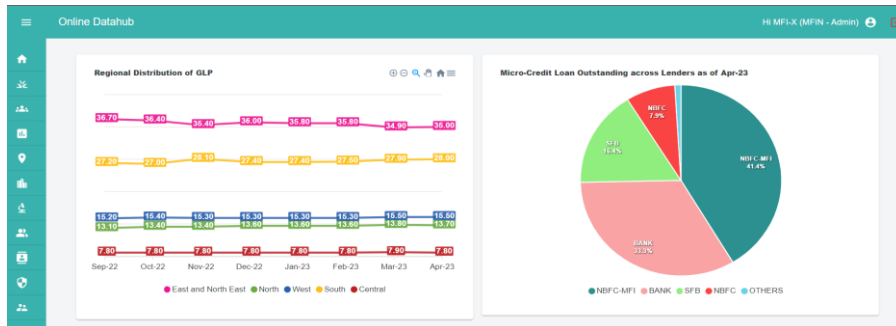 Online Datahub
Hi MFI-X (MFIN - Admin)
Regional Distribution of GLP
36.70 36.40 35.40 36.00 35.80 35.80 34.90 35.00
27.20 27.00 28.10 27.40 27.40 27.50 27.90
15.20 15.40 15.30 15.30 15.30 15.30 15.50 15.50
13.10 13.40 13.40 13.60 13.60 13.60 13.80 13.70
7.80 7.80 7.80 7.80 7.80 7.80 7.90 7.80
Sep-22 Oct-22 Nov-22 Dec-22 Jan-23 Feb-23 Mar-23 Apr-23
East and North East North West South Central
Micro-Credit Loan Outstanding across Lenders as of Apr-23
NBFC
7.9%
SFB
NBFC-MFI
41.4%
BANK
33.3%
NBFC-MFI BANK SFB NBFC OTHERS